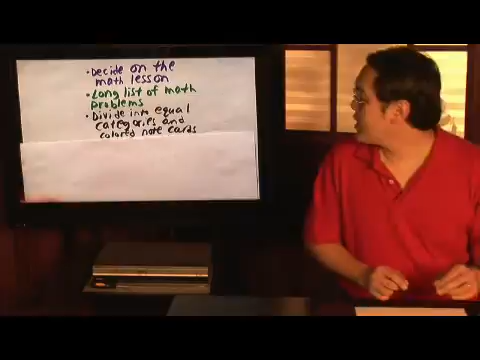 • Decide on the
math lesson
• Long list of math
problems
• Divide into equal
categories and
colored note cards